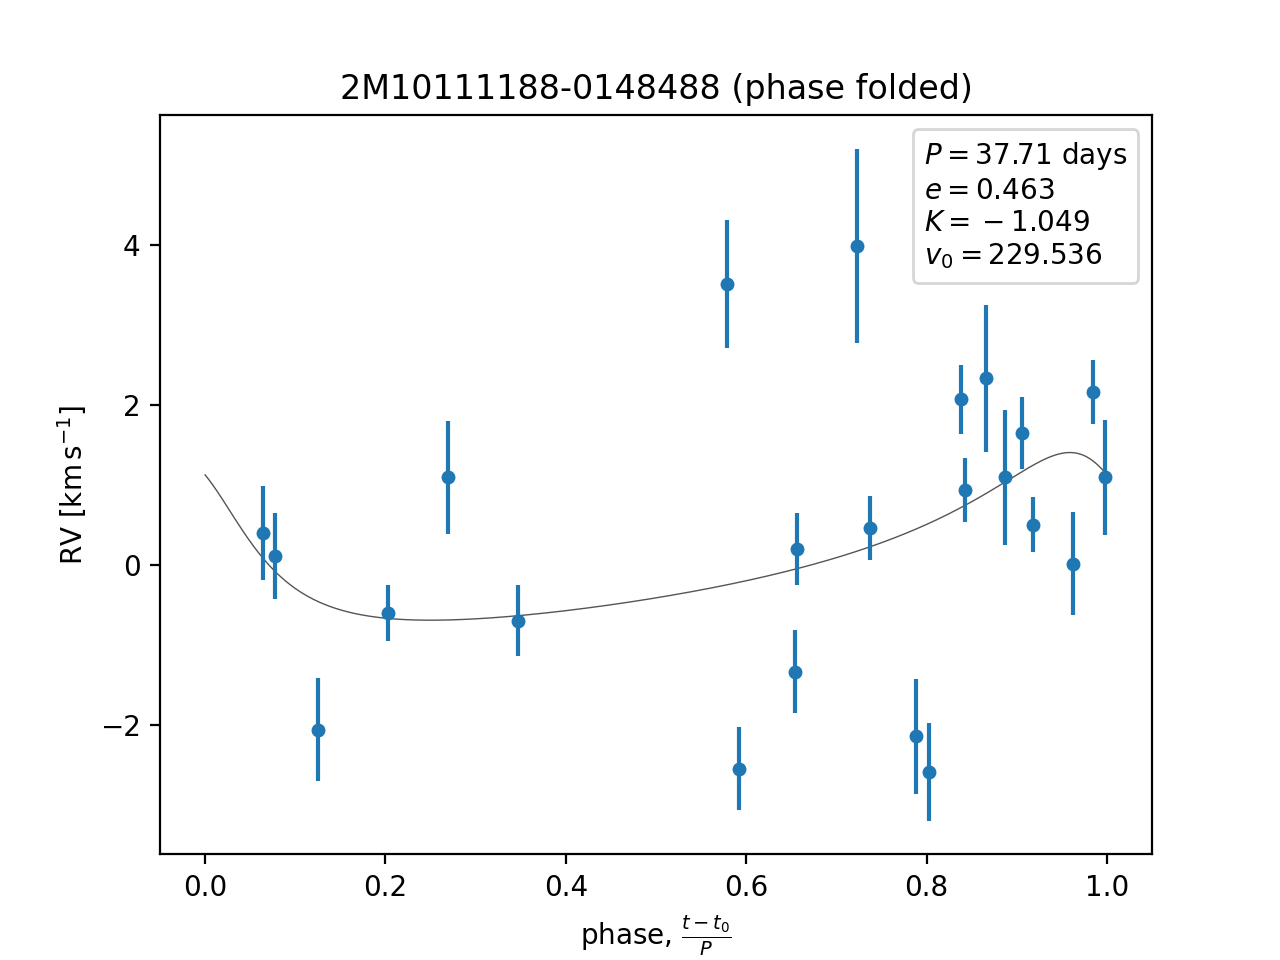 2M10111188-0148488 (phase folded)
P = 37.71 days
e = 0.463
K = −1.049
v₀ = 229.536
RV [km s⁻¹]
4
2
0
−2
0.0 0.2 0.4 0.6 0.8 1.0
phase, (t − t₀)/P